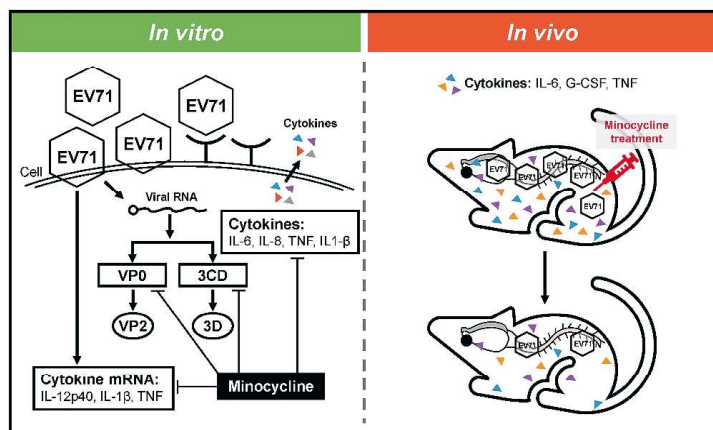 In vitro
In vivo
EV71
EV71
EV71
EV71
Cytokines
Cell
Viral RNA
Cytokines:
IL-6, IL-8, TNF, IL1-β
VP0
3CD
VP2
3D
Cytokine mRNA:
IL-12p40, IL-1β, TNF
Minocycline
Cytokines: IL-6, G-CSF, TNF
Minocycline
treatment
EV71
EV71
EV71
EV71
EV71
EV71
EV71